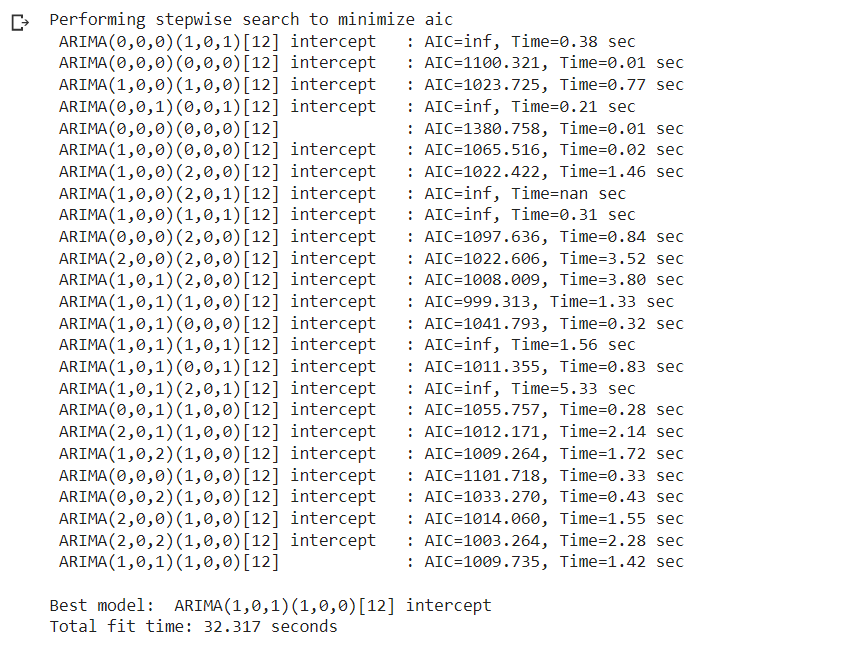 Performing stepwise search to minimize aic
ARIMA(0,0,0)(1,0,1)[12] intercept   : AIC=inf, Time=0.38 sec
ARIMA(0,0,0)(0,0,0)[12] intercept   : AIC=1100.321, Time=0.01 sec
ARIMA(1,0,0)(1,0,0)[12] intercept   : AIC=1023.725, Time=0.77 sec
ARIMA(0,0,1)(0,0,1)[12] intercept   : AIC=inf, Time=0.21 sec
ARIMA(0,0,0)(0,0,0)[12]             : AIC=1380.758, Time=0.01 sec
ARIMA(1,0,0)(0,0,0)[12] intercept   : AIC=1065.516, Time=0.02 sec
ARIMA(1,0,0)(2,0,0)[12] intercept   : AIC=1022.422, Time=1.46 sec
ARIMA(1,0,0)(2,0,1)[12] intercept   : AIC=inf, Time=nan sec
ARIMA(1,0,0)(1,0,1)[12] intercept   : AIC=inf, Time=0.31 sec
ARIMA(0,0,0)(2,0,0)[12] intercept   : AIC=1097.636, Time=0.84 sec
ARIMA(2,0,0)(2,0,0)[12] intercept   : AIC=1022.606, Time=3.52 sec
ARIMA(1,0,1)(2,0,0)[12] intercept   : AIC=1008.009, Time=3.80 sec
ARIMA(1,0,1)(1,0,0)[12] intercept   : AIC=999.313, Time=1.33 sec
ARIMA(1,0,1)(0,0,0)[12] intercept   : AIC=1041.793, Time=0.32 sec
ARIMA(1,0,1)(1,0,1)[12] intercept   : AIC=inf, Time=1.56 sec
ARIMA(1,0,1)(0,0,1)[12] intercept   : AIC=1011.355, Time=0.83 sec
ARIMA(1,0,1)(2,0,1)[12] intercept   : AIC=inf, Time=5.33 sec
ARIMA(0,0,1)(1,0,0)[12] intercept   : AIC=1055.757, Time=0.28 sec
ARIMA(2,0,1)(1,0,0)[12] intercept   : AIC=1012.171, Time=2.14 sec
ARIMA(1,0,2)(1,0,0)[12] intercept   : AIC=1009.264, Time=1.72 sec
ARIMA(0,0,0)(1,0,0)[12] intercept   : AIC=1101.718, Time=0.33 sec
ARIMA(0,0,2)(1,0,0)[12] intercept   : AIC=1033.270, Time=0.43 sec
ARIMA(2,0,0)(1,0,0)[12] intercept   : AIC=1014.060, Time=1.55 sec
ARIMA(2,0,2)(1,0,0)[12] intercept   : AIC=1003.264, Time=2.28 sec
ARIMA(1,0,1)(1,0,0)[12]             : AIC=1009.735, Time=1.42 sec
Best model:  ARIMA(1,0,1)(1,0,0)[12] intercept
Total fit time: 32.317 seconds